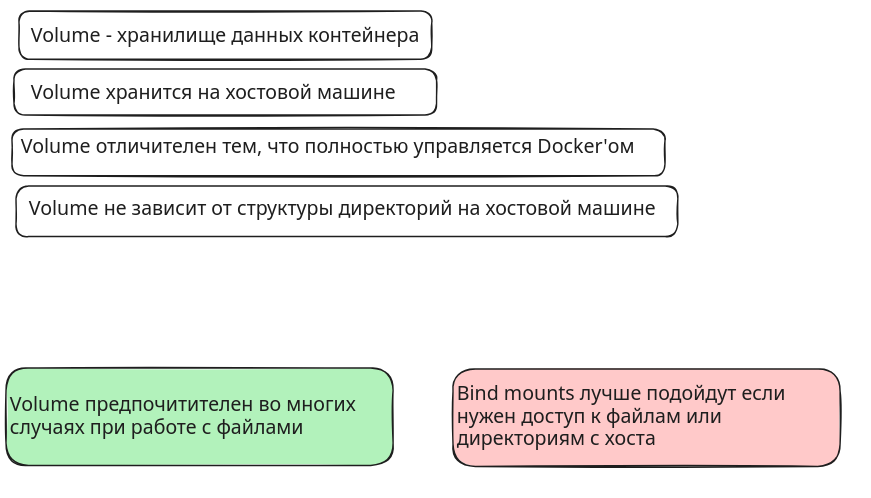 Volume - хранилище данных контейнера
Volume хранится на хостовой машине
Volume отличителен тем, что полностью управляется Docker'ом
Volume не зависит от структуры директорий на хостовой машине
Volume предпочитителен во многих
случаях при работе с файлами
Bind mounts лучше подойдут если
нужен доступ к файлам или
директориям с хоста